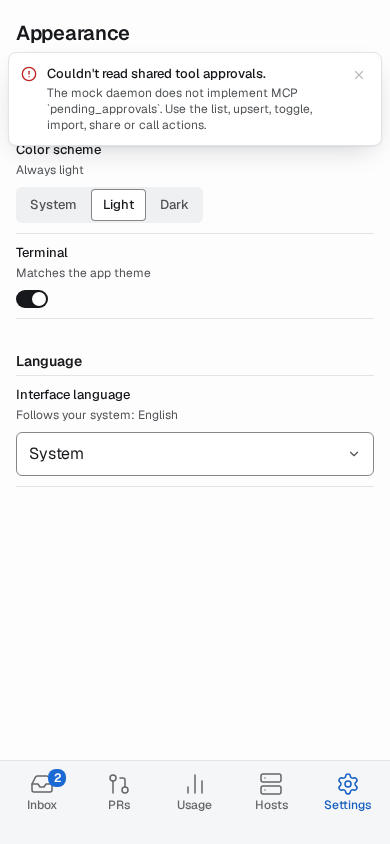 Appearance
Couldn't read shared tool approvals.
The mock daemon does not implement MCP
`pending_approvals`. Use the list, upsert, toggle,
import, share or call actions.
Color scheme
Always light
System
Light
Dark
Terminal
Matches the app theme
Language
Interface language
Follows your system: English
System
2
Inbox
PRs
Usage
Hosts
Settings